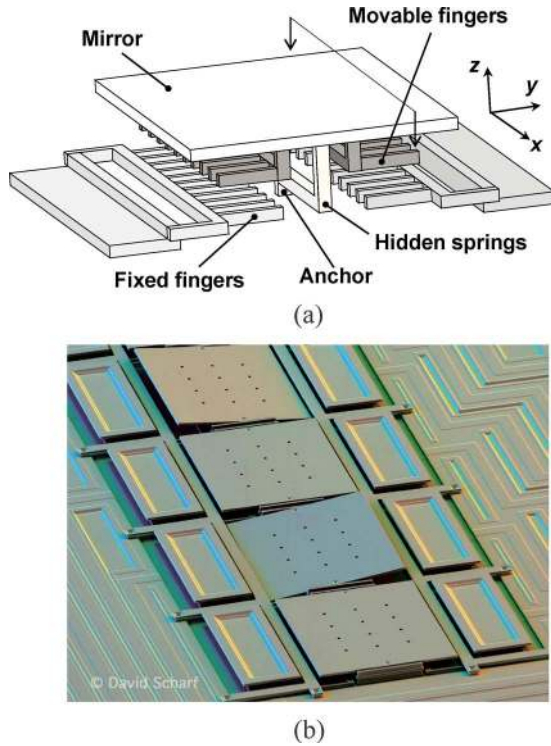 Mirror
Movable fingers
z
y
x
Fixed fingers
Anchor
Hidden springs
(a)
© David Scharf
(b)